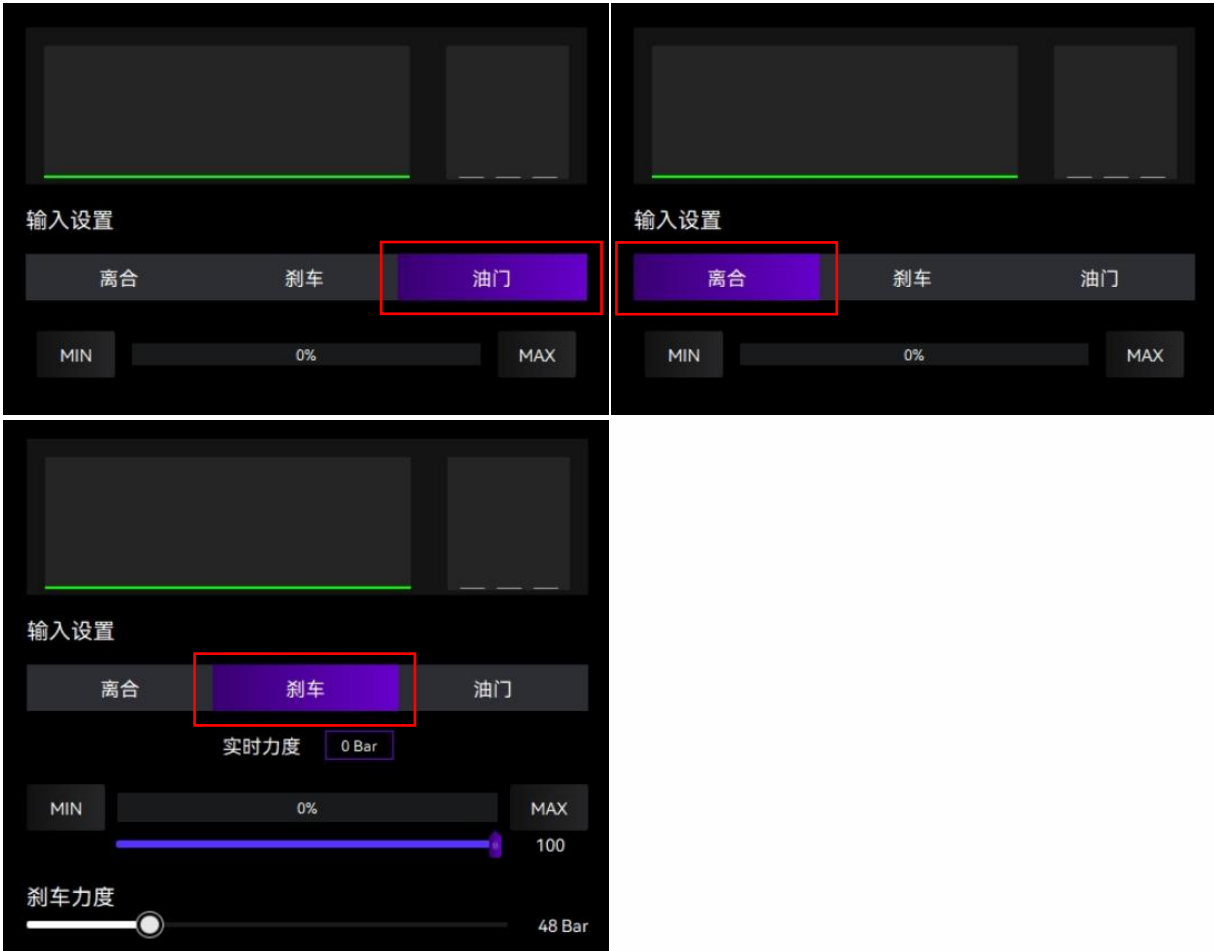 输入设置
离合 刹车 油门
MIN 0% MAX
输入设置
离合 刹车 油门
MIN 0% MAX
输入设置
离合 刹车 油门
实时力度 0 Bar
MIN 0% MAX
100
刹车力度
48 Bar